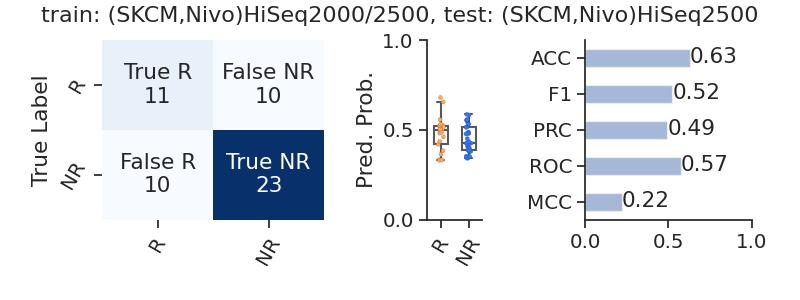 train: (SKCM,Nivo)HiSeq2000/2500, test: (SKCM,Nivo)HiSeq2500
True Label
R
NR
True R
11
False NR
10
False R
10
True NR
23
R
NR
Pred. Prob.
1.0
0.5
0.0
R
NR
ACC
0.63
F1
0.52
PRC
0.49
ROC
0.57
MCC
0.22
0.0
0.5
1.0